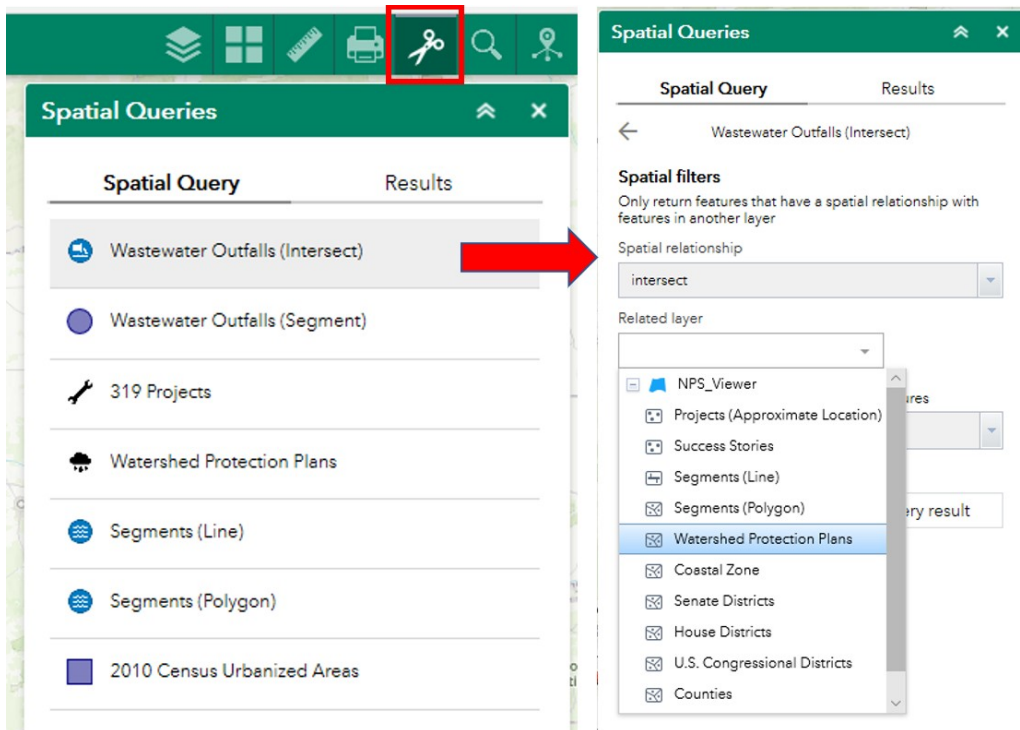 Spatial Queries
Spatial Query
Results
Wastewater Outfalls (Intersect)
Wastewater Outfalls (Segment)
319 Projects
Watershed Protection Plans
Segments (Line)
Segments (Polygon)
2010 Census Urbanized Areas
Spatial Queries
Spatial Query
Results
Wastewater Outfalls (Intersect)
Spatial filters
Only return features that have a spatial relationship with
features in another layer
Spatial relationship
intersect
Related layer
NPS_Viewer
Projects (Approximate Location)
Success Stories
Segments (Line)
Segments (Polygon)
result
Watershed Protection Plans
Coastal Zone
Senate Districts
House Districts
U.S. Congressional Districts
Counties